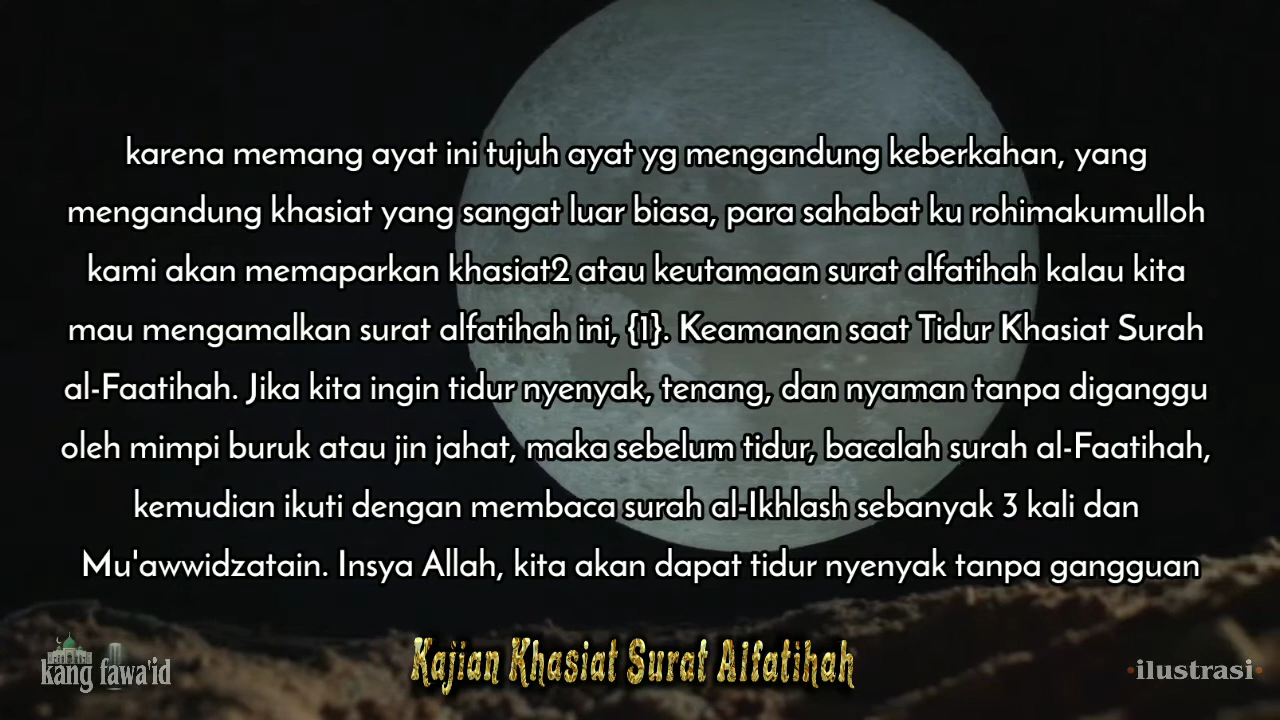 karena memang ayat ini tujuh ayat yg mengandung keberkahan, yang
mengandung khasiat yang sangat luar biasa, para sahabat ku rohimakumulloh
kami akan memaparkan khasiat2 atau keutamaan surat alfatihah kalau kita
mau mengamalkan surat alfatihah ini, {1}. Keamanan saat Tidur Khasiat Surah
al-Faatihah. Jika kita ingin tidur nyenyak, tenang, dan nyaman tanpa diganggu
oleh mimpi buruk atau jin jahat, maka sebelum tidur, bacalah surah al-Faatihah,
kemudian ikuti dengan membaca surah al-Ikhlash sebanyak 3 kali dan
Mu'awwidzatain. Insya Allah, kita akan dapat tidur nyenyak tanpa gangguan
kang fawa'id
Kajian Khasiat Surat Alfatihah
•ilustrasi•